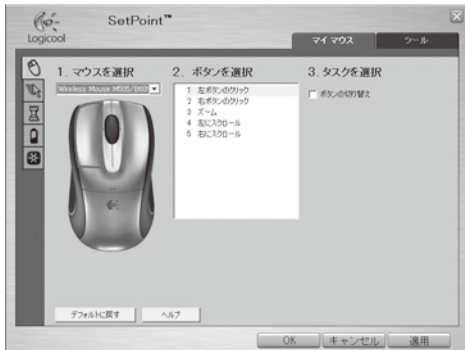 SetPoint™
Logicool
マイ マウス
ツール
1. マウスを選択
2. ボタンを選択
3. タスクを選択
Wireless Mouse M505/B605
1 左ボタンのクリック
2 右ボタンのクリック
3 ズーム
4 左にスクロール
5 右にスクロール
ボタンの切り替え
デフォルトに戻す
ヘルプ
OK
キャンセル
適用